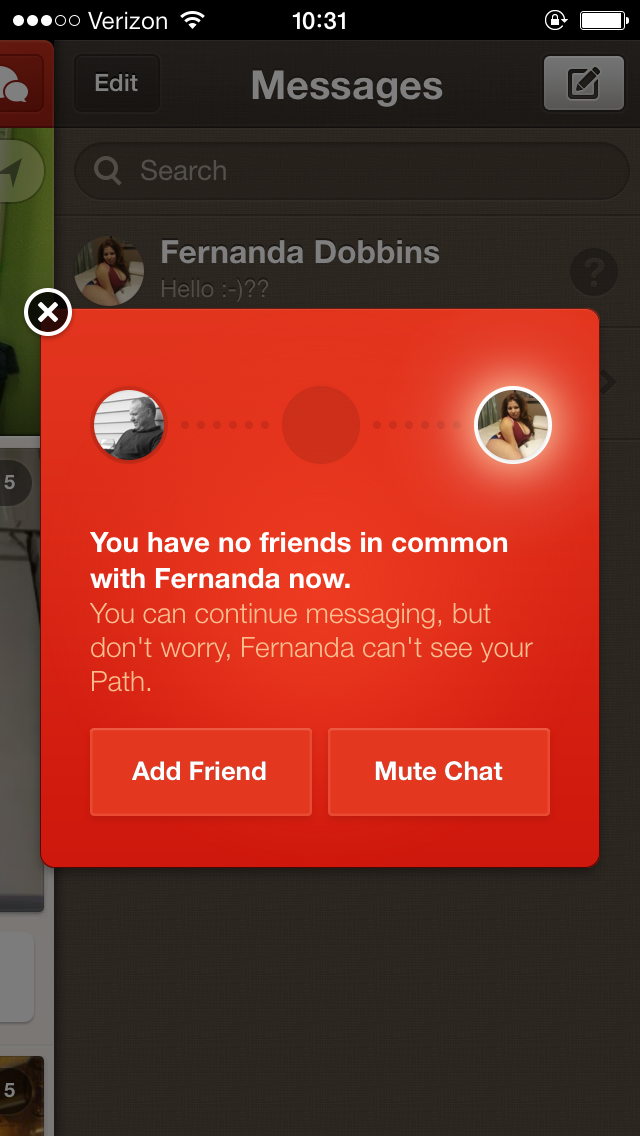 Verizon 10:31
Edit Messages
Search
Fernanda Dobbins
Hello :-)??
?
5
You have no friends in common
with Fernanda now.
You can continue messaging, but
don't worry, Fernanda can't see your
Path.
Add Friend Mute Chat
5